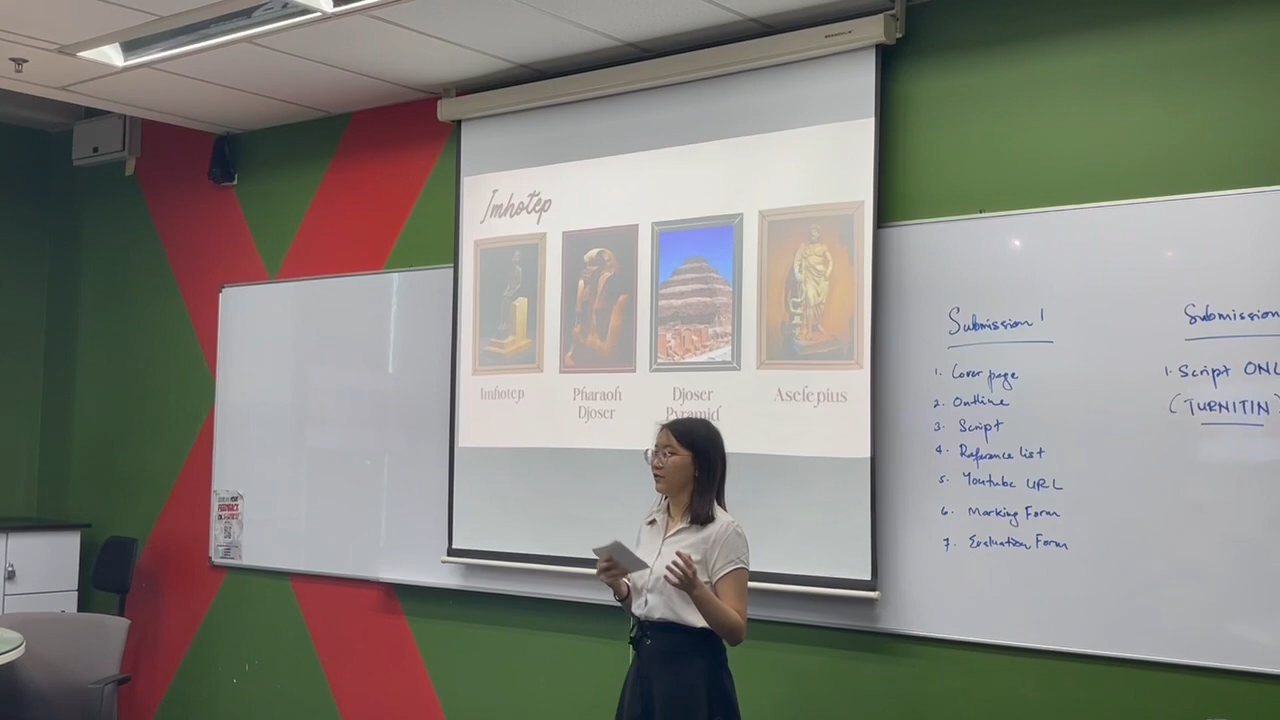 Imhotep
Imhotep
Pharaoh
Djoser
Djoser
Pyramid
Asclepius
Submission 1
1. Cover page
2. Outline
3. Script
4. Reference list
5. Youtube URL
6. Marking Form
7. Evaluation Form
Submission
1. Script ONL
(TURNITIN)
FEEDBACK